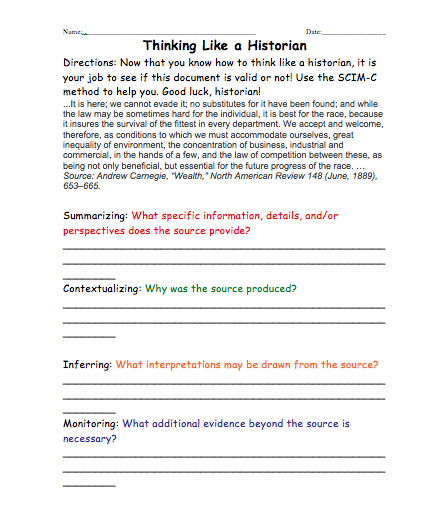 Name:__________________________________________ Date:________________
Thinking Like a Historian
Directions: Now that you know how to think like a historian, it is
your job to see if this document is valid or not! Use the SCIM-C
method to help you. Good luck, historian!
...It is here; we cannot evade it; no substitutes for it have been found; and while
the law may be sometimes hard for the individual, it is best for the race, because
it insures the survival of the fittest in every department. We accept and welcome,
therefore, as conditions to which we must accommodate ourselves, great
inequality of environment, the concentration of business, industrial and
commercial, in the hands of a few, and the law of competition between these, as
being not only beneficial, but essential for the future progress of the race. ...
Source: Andrew Carnegie, “Wealth,” North American Review 148 (June, 1889),
653–665.
Summarizing: What specific information, details, and/or
perspectives does the source provide?
Contextualizing: Why was the source produced?
Inferring: What interpretations may be drawn from the source?
Monitoring: What additional evidence beyond the source is
necessary?